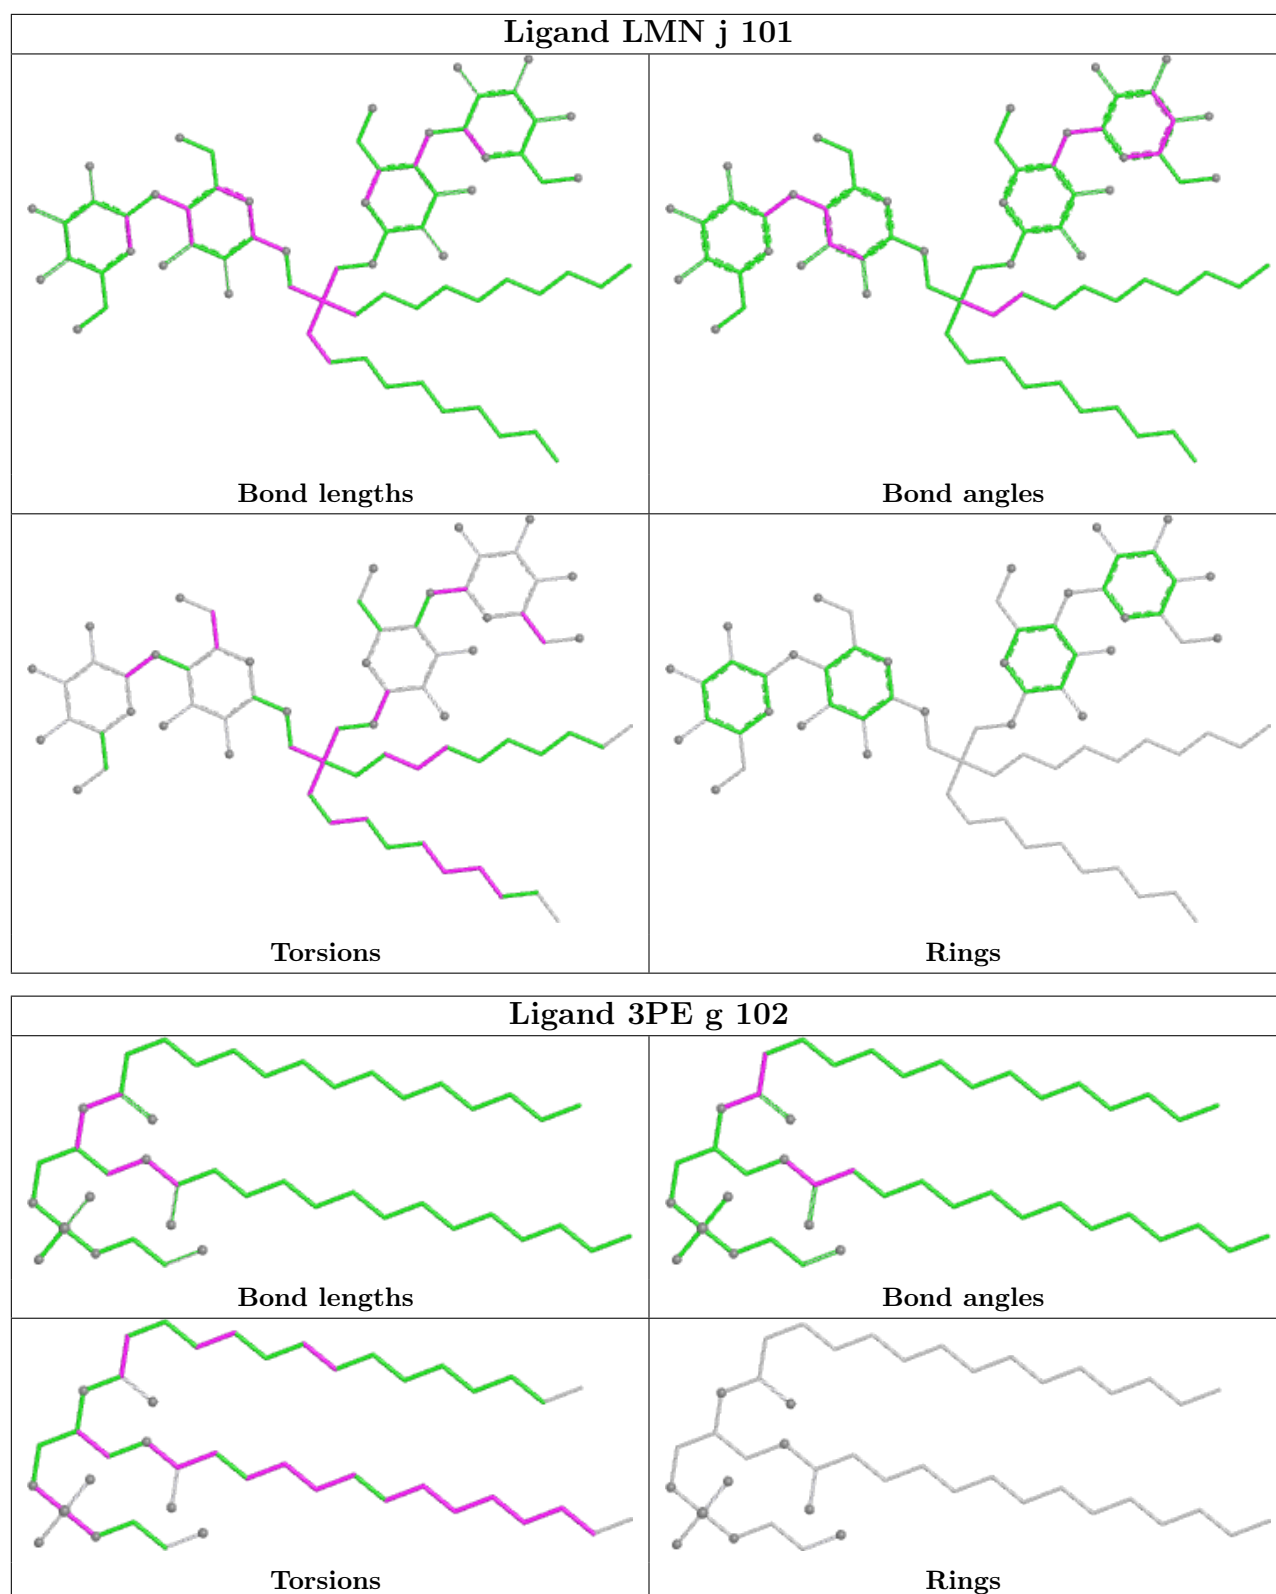 Ligand LMN j 101
Bond lengths
Bond angles
Torsions
Rings
Ligand 3PE g 102
Bond lengths
Bond angles
Torsions
Rings